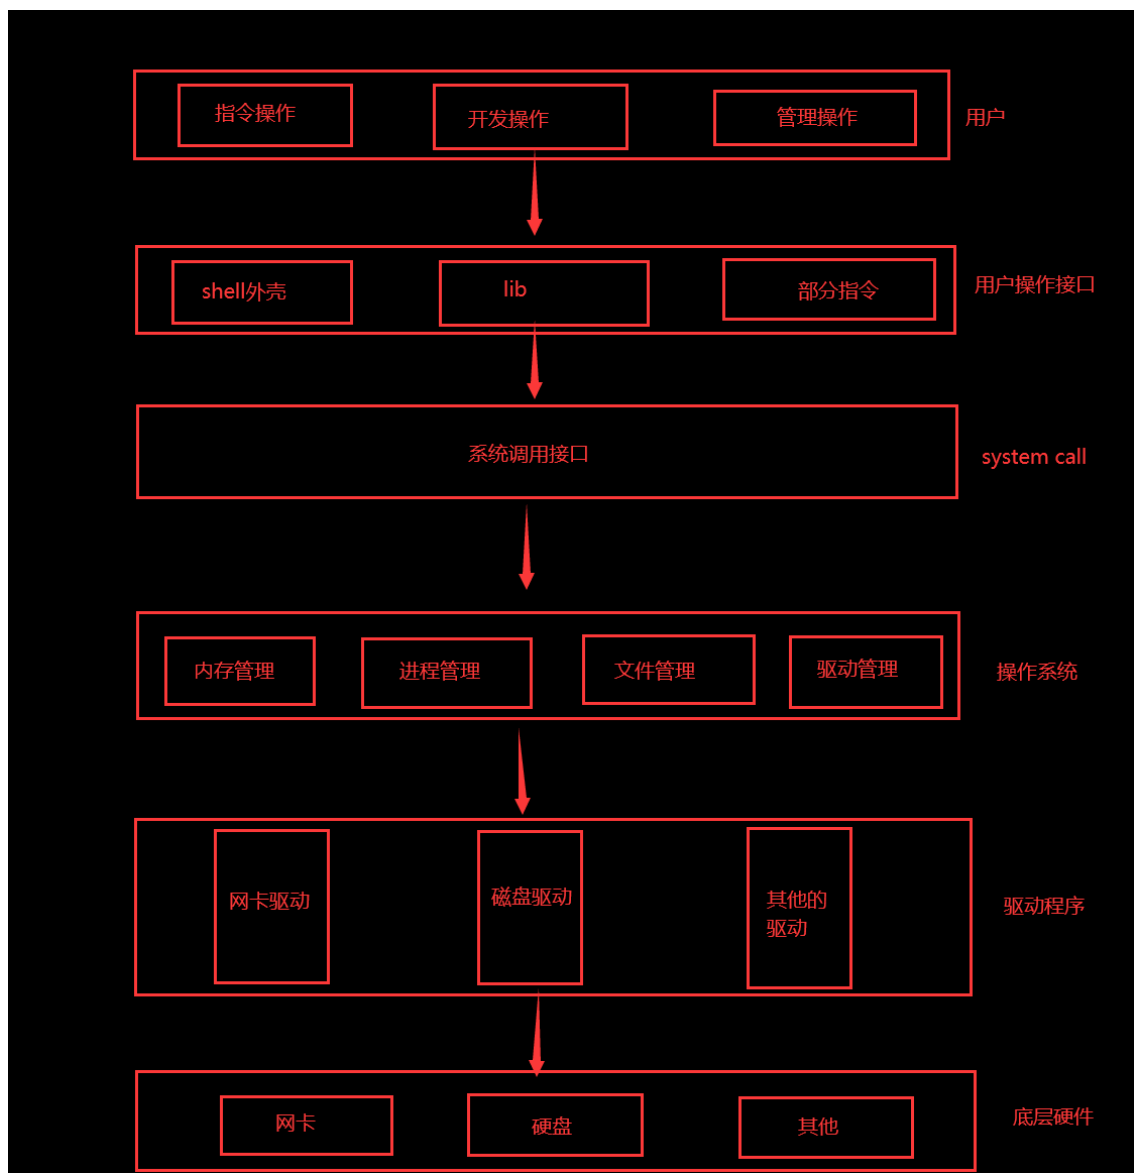 指令操作
开发操作
管理操作
用户
shell外壳
lib
部分指令
用户操作接口
系统调用接口
system call
内存管理
进程管理
文件管理
驱动管理
操作系统
网卡驱动
磁盘驱动
其他的
驱动
驱动程序
网卡
硬盘
其他
底层硬件